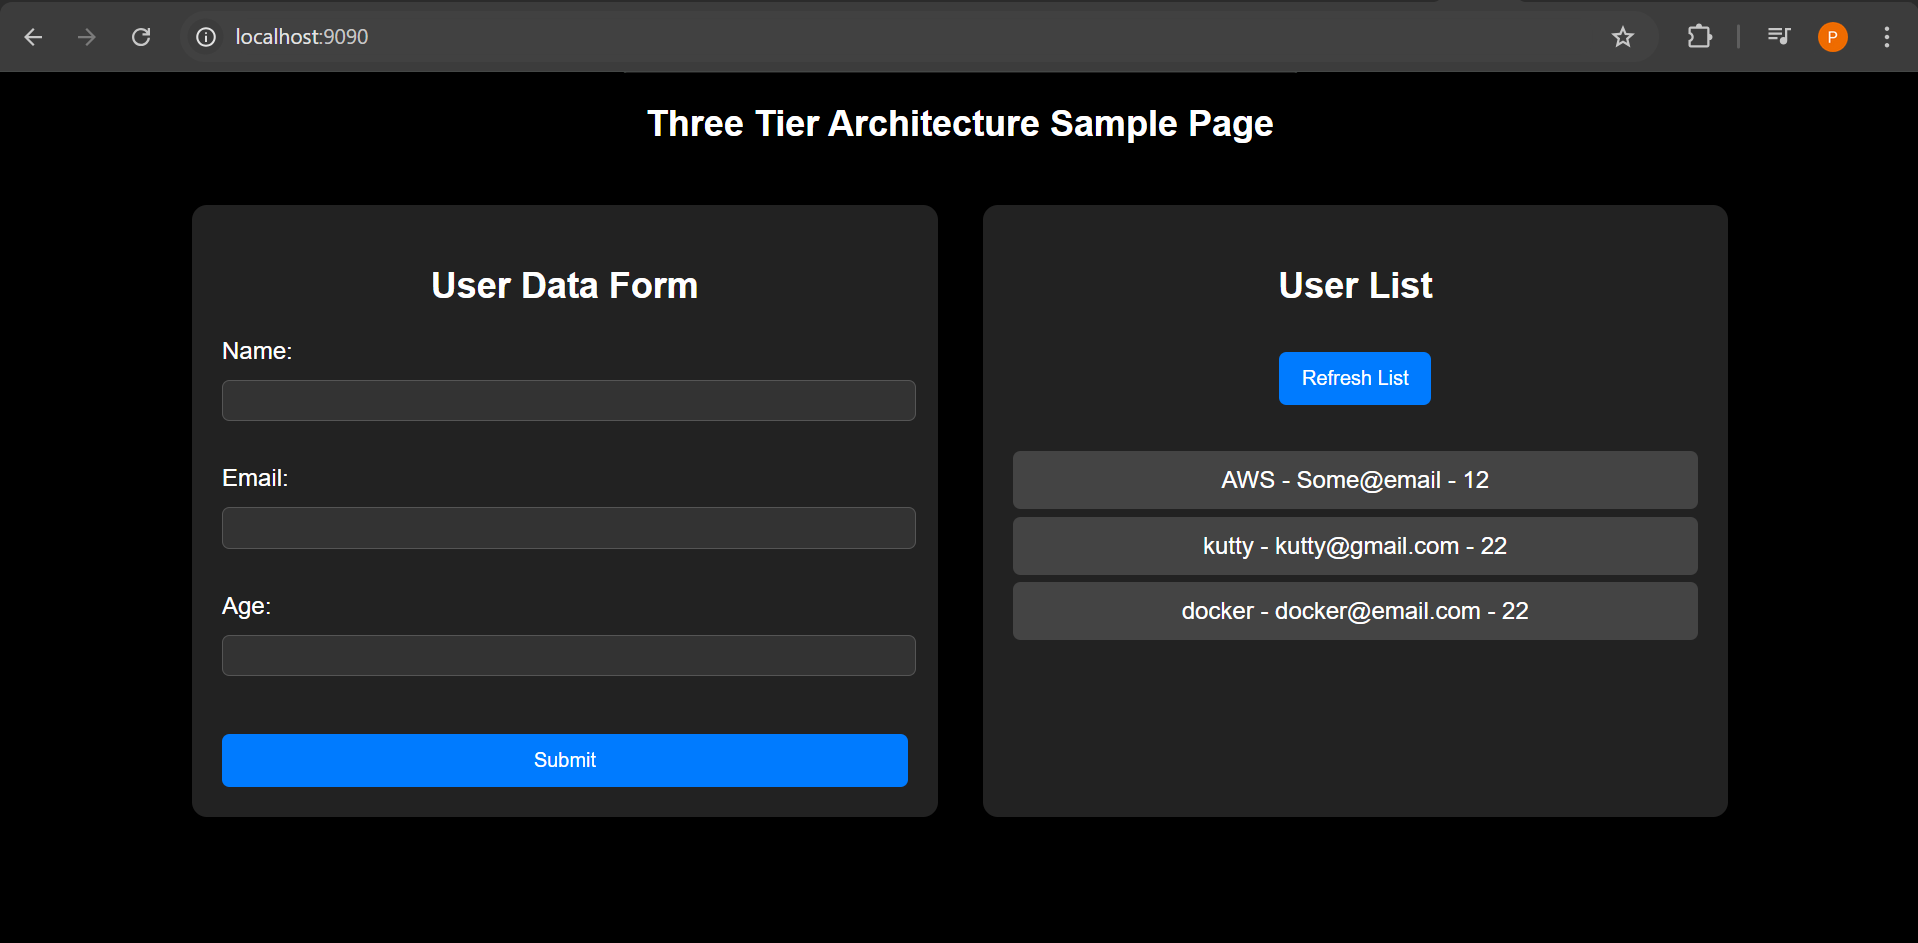 localhost:9090
P
Three Tier Architecture Sample Page
User Data Form
Name:
Email:
Age:
Submit
User List
Refresh List
AWS - Some@email - 12
kutty - kutty@gmail.com - 22
docker - docker@email.com - 22